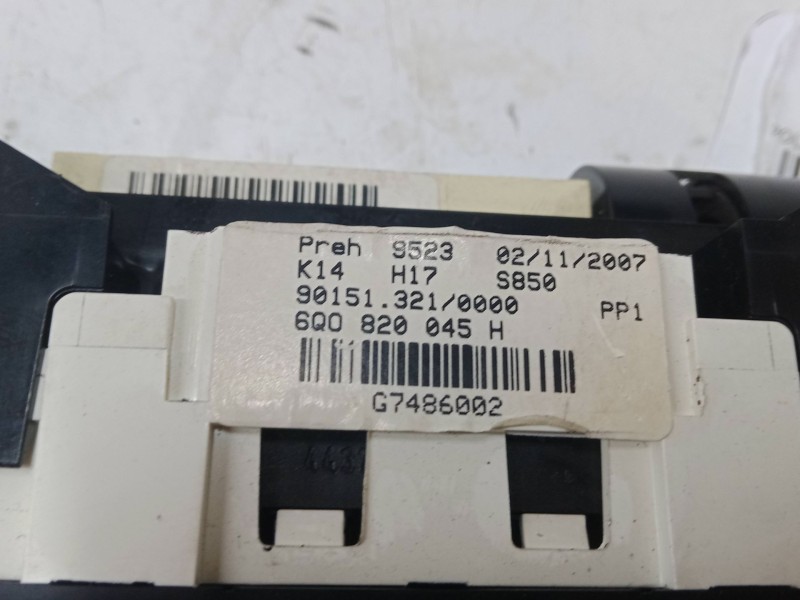 Preh 9523 02/11/2007
K14 H17 S850
90151.321/0000 PP1
6Q0 820 045 H
G7486002